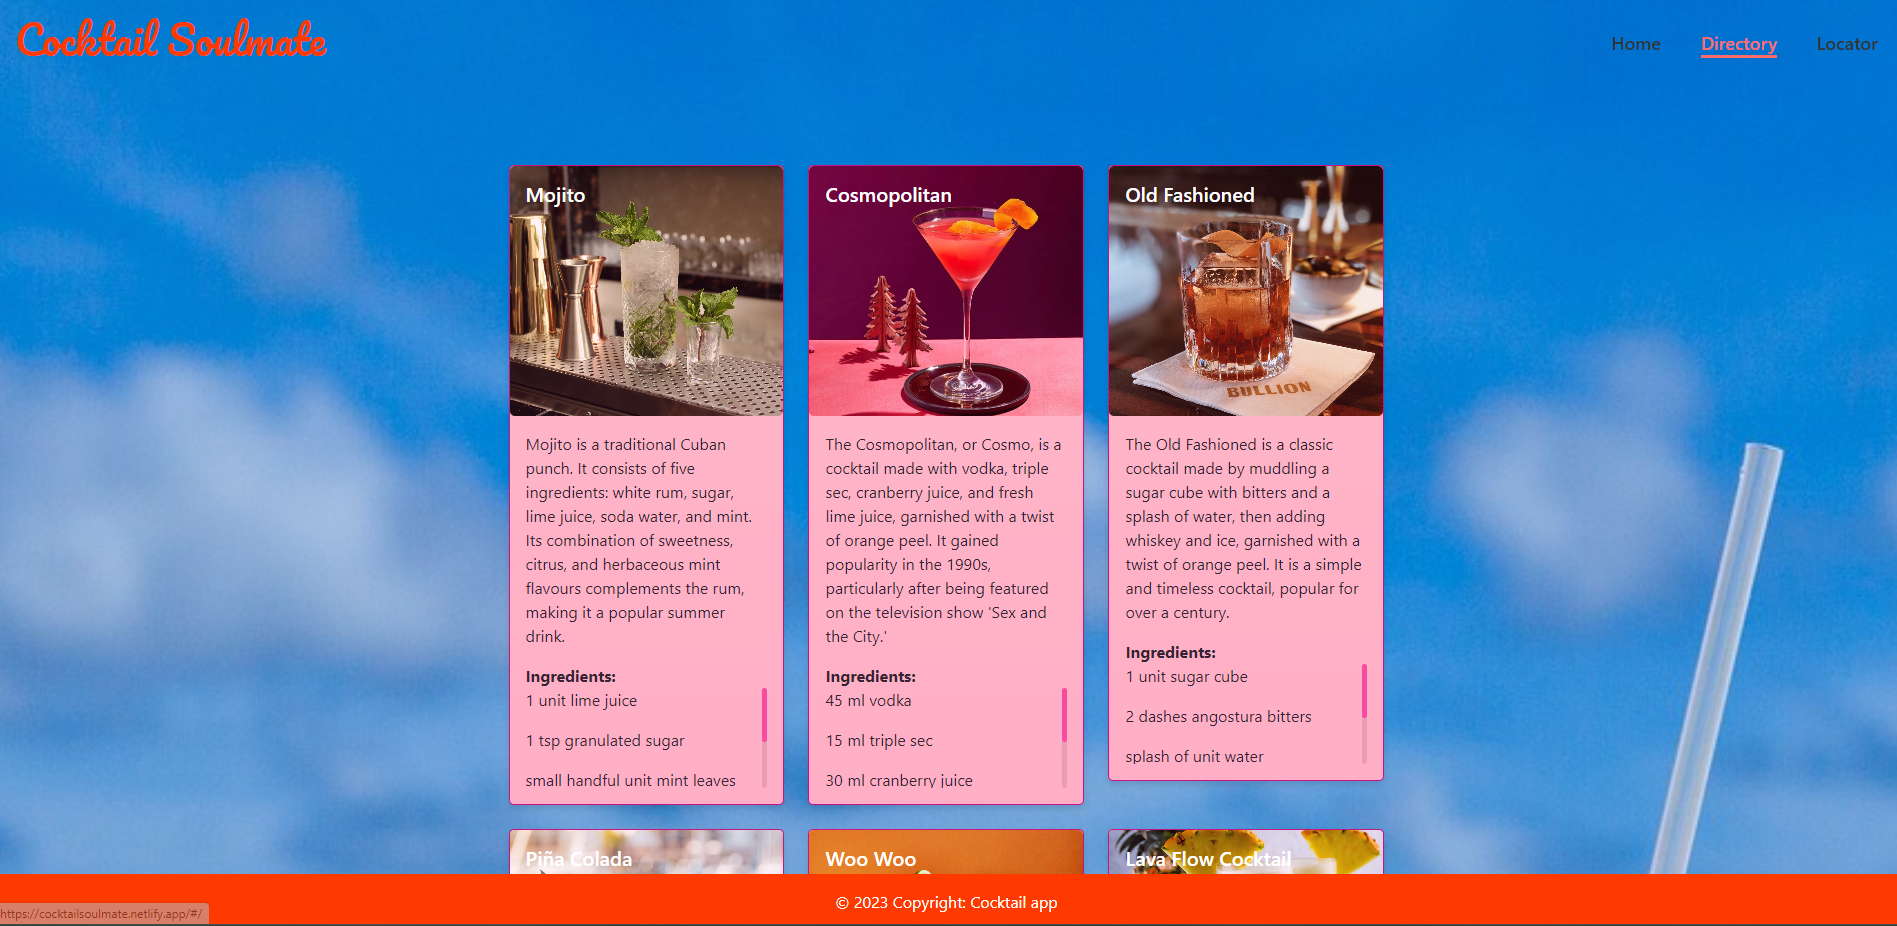 Cocktail Soulmate
Home
Directory
Locator
Mojito
Mojito is a traditional Cuban
punch. It consists of five
ingredients: white rum, sugar,
lime juice, soda water, and mint.
Its combination of sweetness,
citrus, and herbaceous mint
flavours complements the rum,
making it a popular summer
drink.
Ingredients:
1 unit lime juice
1 tsp granulated sugar
small handful unit mint leaves
Cosmopolitan
The Cosmopolitan, or Cosmo, is a
cocktail made with vodka, triple
sec, cranberry juice, and fresh
lime juice, garnished with a twist
of orange peel. It gained
popularity in the 1990s,
particularly after being featured
on the television show 'Sex and
the City.'
Ingredients:
45 ml vodka
15 ml triple sec
30 ml cranberry juice
Old Fashioned
BULLION
The Old Fashioned is a classic
cocktail made by muddling a
sugar cube with bitters and a
splash of water, then adding
whiskey and ice, garnished with a
twist of orange peel. It is a simple
and timeless cocktail, popular for
over a century.
Ingredients:
1 unit sugar cube
2 dashes angostura bitters
splash of unit water
Piña Colada
Woo Woo
Lava Flow Cocktail
© 2023 Copyright: Cocktail app
https://cocktailsoulmate.netlify.app/#/